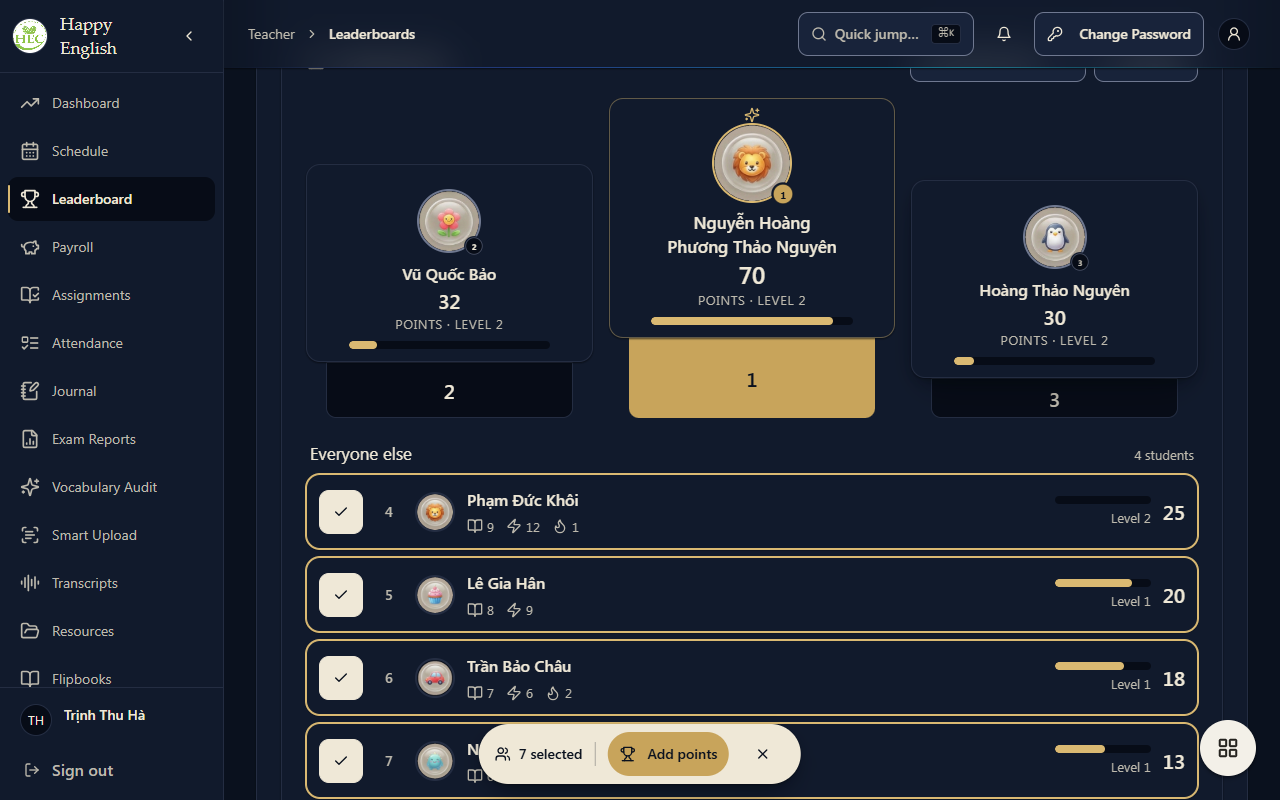 HEC
Happy
English
Teacher
Leaderboards
Quick jump...
⌘K
Change Password
Dashboard
Schedule
Leaderboard
Payroll
Assignments
Attendance
Journal
Exam Reports
Vocabulary Audit
Smart Upload
Transcripts
Resources
Flipbooks
TH
Trịnh Thu Hà
Sign out
2
Vũ Quốc Bảo
32
POINTS · LEVEL 2
2
1
Nguyễn Hoàng
Phương Thảo Nguyên
70
POINTS · LEVEL 2
1
3
Hoàng Thảo Nguyên
30
POINTS · LEVEL 2
3
Everyone else
4 students
4
Phạm Đức Khôi
9 12 1
Level 2
25
5
Lê Gia Hân
8 9
Level 1
20
6
Trần Bảo Châu
7 6 2
Level 1
18
7
N
Level 1
13
7 selected
Add points